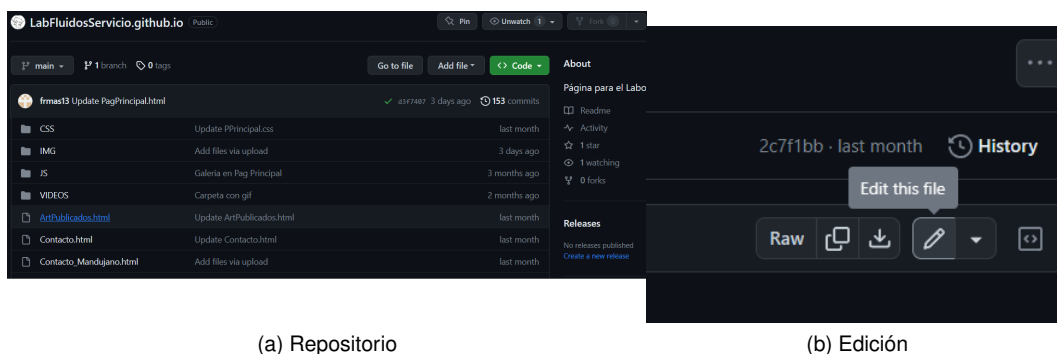 LabFluidosServicio.github.io Public
Pin
Unwatch 1
Fork 0
main
1 branch
0 tags
Go to file
Add file
<> Code
frmas13 Update PagPrincipal.html
d3f7407 3 days ago
153 commits
CSS Update PPrincipal.css last month
IMG Add files via upload 3 days ago
JS Galeria en Pag Principal 3 months ago
VIDEOS Carpeta con gif 2 months ago
ArtPublicados.html Update ArtPublicados.html last month
Contacto.html Update Contacto.html last month
Contacto_Mandujano.html Add files via upload last month
About
Página para el Labo
Readme
Activity
1 star
1 watching
0 forks
Releases
No releases published
Create a new release
2c7f1bb · last month
History
Edit this file
Raw
(a) Repositorio
(b) Edición